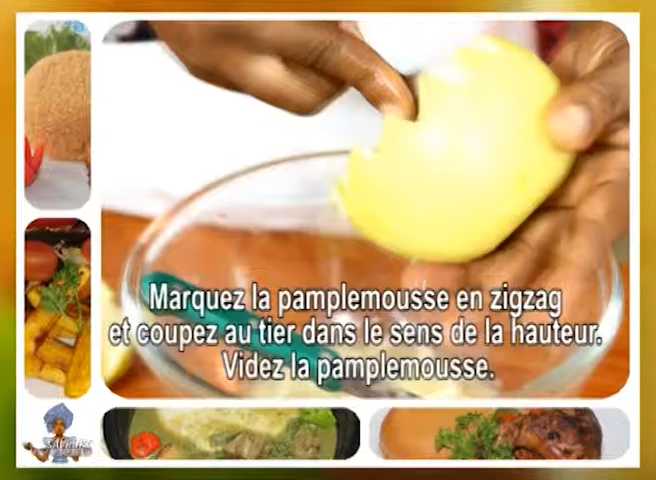 Marquez la pamplemousse en zigzag
et coupez au tier dans le sens de la hauteur.
Videz la pamplemousse.